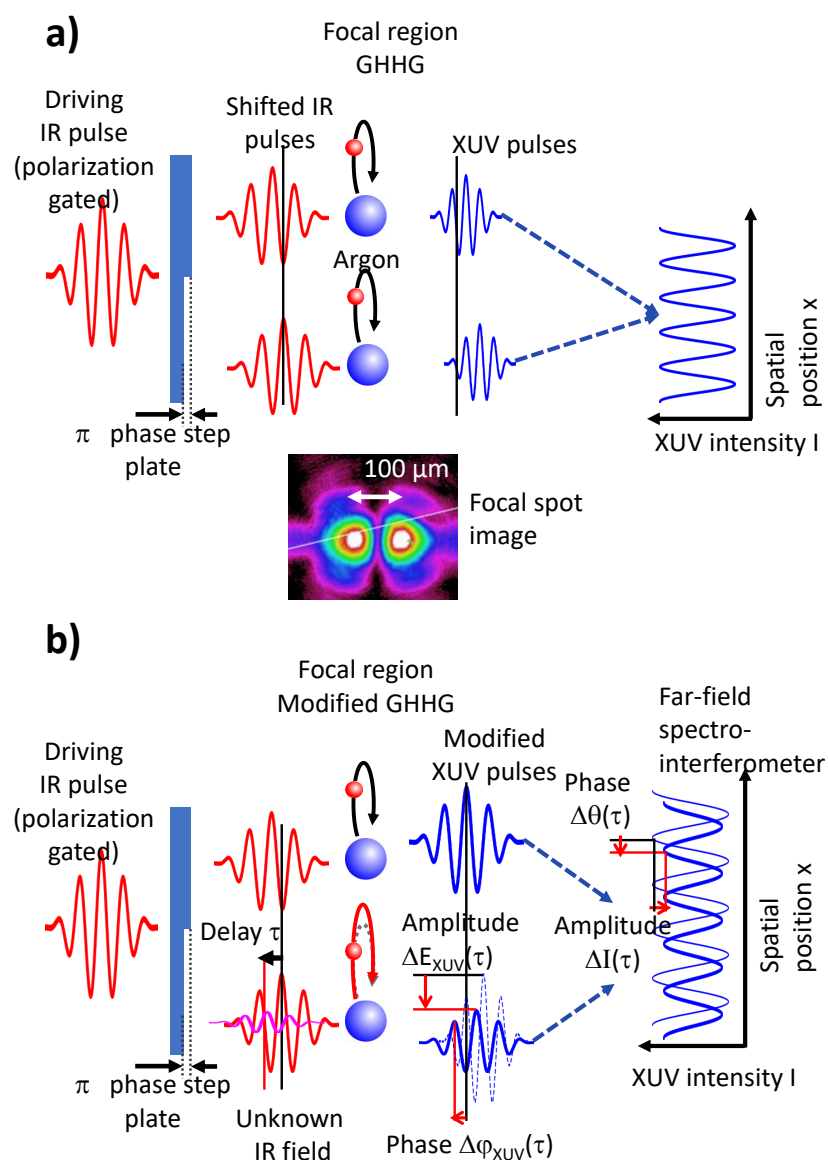 a)
Focal region
GHHG
Driving
IR pulse
(polarization
gated)
Shifted IR
pulses
XUV pulses
Argon
π phase step
plate
Spatial
position x
XUV intensity I
100 μm
Focal spot
image
b)
Focal region
Modified GHHG
Far-field
spectro-
interferometer
Driving
IR pulse
(polarization
gated)
Modified
XUV pulses
Phase
Δθ(τ)
Delay τ
Amplitude
ΔE_XUV(τ)
Amplitude
ΔI(τ)
Spatial
position x
XUV intensity I
π phase step
plate
Unknown
IR field
Phase Δφ_XUV(τ)